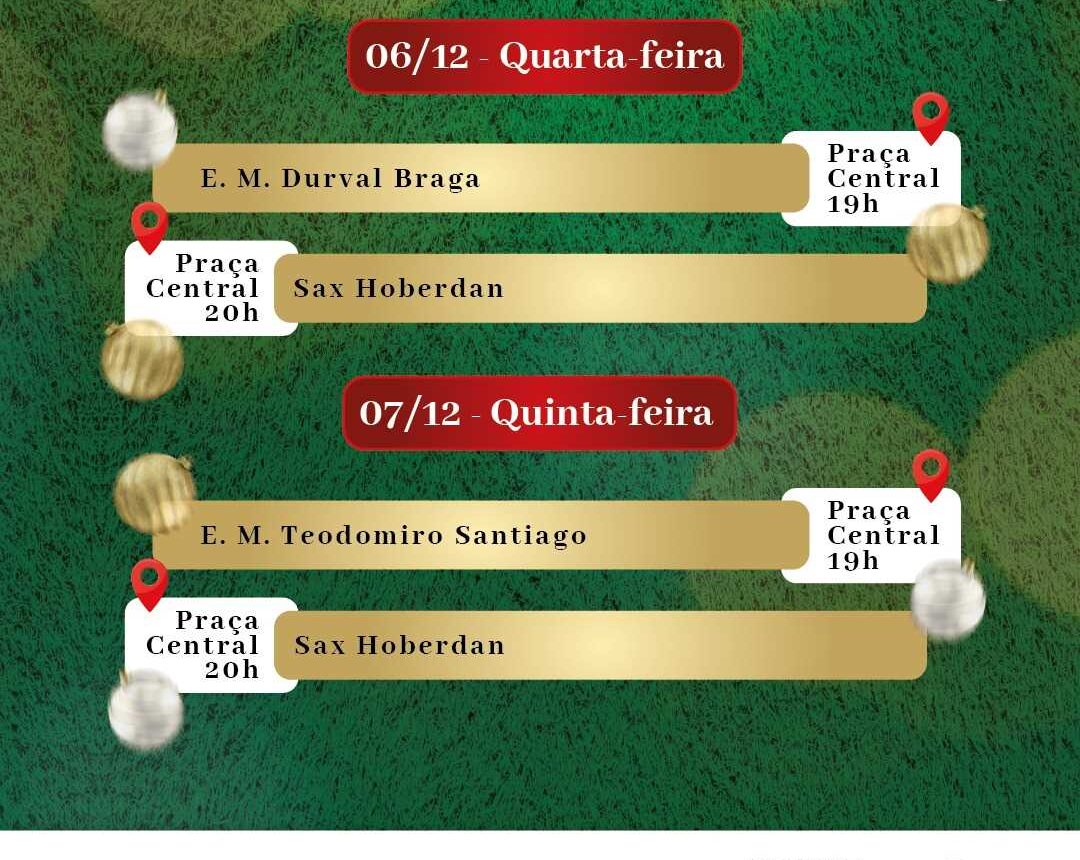 06/12 - Quarta-feira
E. M. Durval Braga
Praça
Central
19h
Praça
Central
20h
Sax Hoberdan
07/12 - Quinta-feira
E. M. Teodomiro Santiago
Praça
Central
19h
Praça
Central
20h
Sax Hoberdan